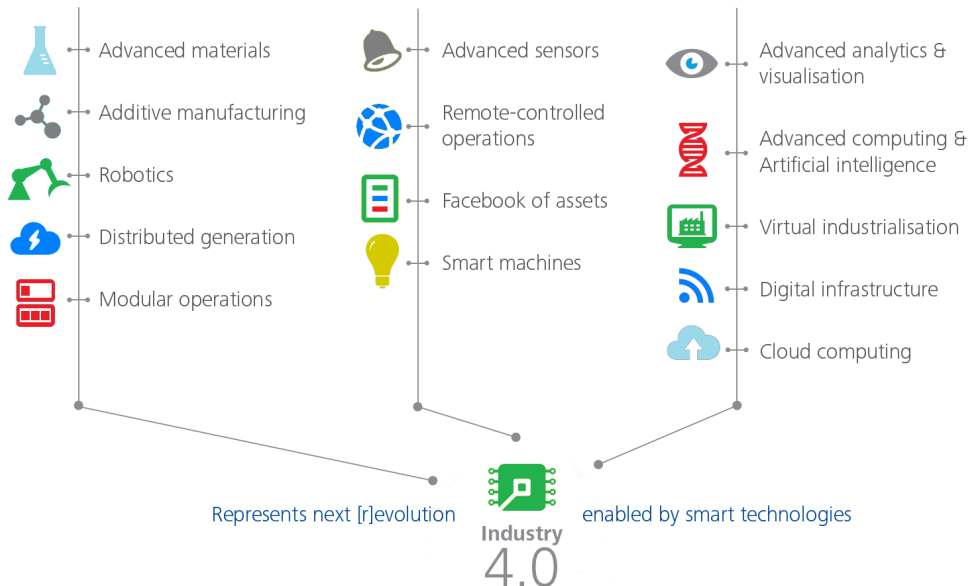 Advanced materials
Additive manufacturing
Robotics
Distributed generation
Modular operations
Advanced sensors
Remote-controlled
operations
Facebook of assets
Smart machines
Advanced analytics &
visualisation
Advanced computing &
Artificial intelligence
Virtual industrialisation
Digital infrastructure
Cloud computing
Represents next [r]evolution
enabled by smart technologies
Industry
4.0